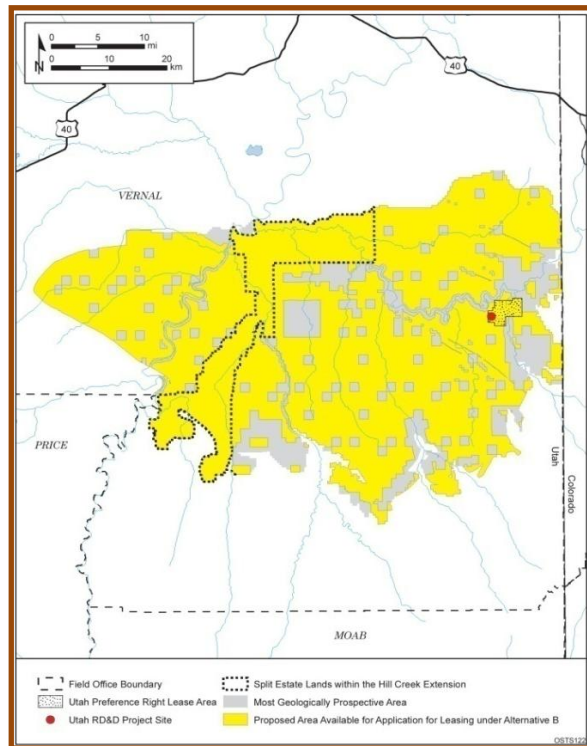 0 5 10
mi
0 10 20
km
N
40
40
40
VERNAL
PRICE
Utah
Colorado
MOAB
Field Office Boundary
Utah Preference Right Lease Area
Utah RD&D Project Site
Split Estate Lands within the Hill Creek Extension
Most Geologically Prospective Area
Proposed Area Available for Application for Leasing under Alternative B
OSTS122